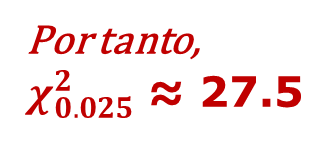 Portanto,
χ²₀.₀₂₅ ≈ 27.5